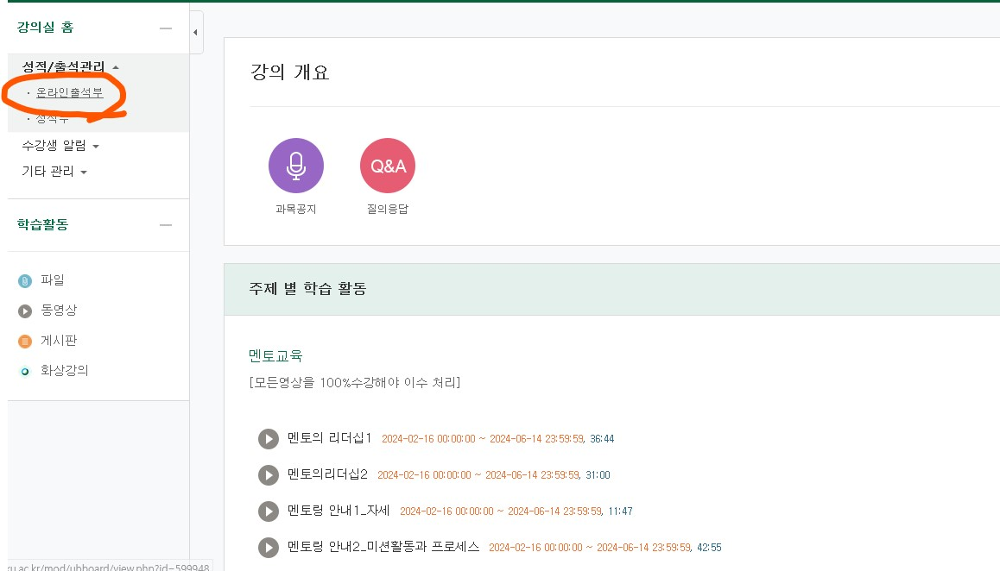 강의실 홈
성적/출석관리
· 온라인출석부
· 성적부
수강생 알림
기타 관리
학습활동
파일
동영상
게시판
화상강의
강의 개요
Q&A
과목공지
질의응답
주제 별 학습 활동
멘토교육
[모든영상을 100%수강해야 이수 처리]
멘토의 리더십1 2024-02-16 00:00:00 ~ 2024-06-14 23:59:59, 36:44
멘토의리더십2 2024-02-16 00:00:00 ~ 2024-06-14 23:59:59, 31:00
멘토링 안내1_자세 2024-02-16 00:00:00 ~ 2024-06-14 23:59:59, 11:47
멘토링 안내2_미션활동과 프로세스 2024-02-16 00:00:00 ~ 2024-06-14 23:59:59, 42:55
.ac.kr/mod/ubboard/view.php?id=599948